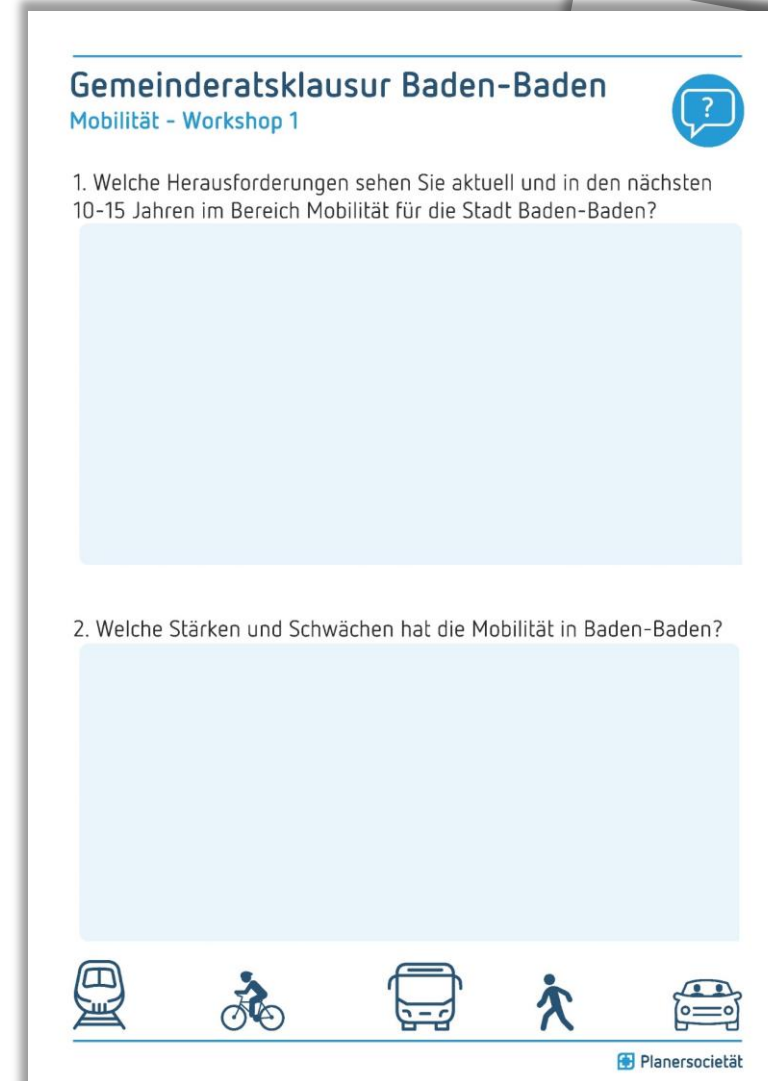 Gemeinderatsklausur Baden-Baden
Mobilität - Workshop 1
?
1. Welche Herausforderungen sehen Sie aktuell und in den nächsten
10-15 Jahren im Bereich Mobilität für die Stadt Baden-Baden?
2. Welche Stärken und Schwächen hat die Mobilität in Baden-Baden?
Planersocietät